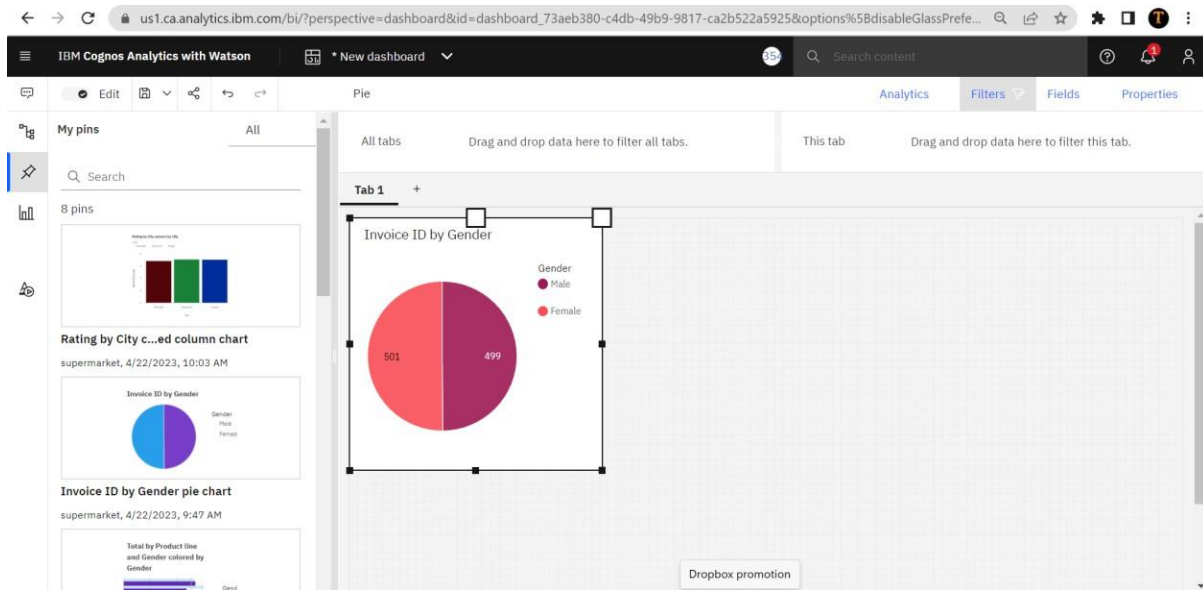 us1.ca.analytics.ibm.com/bi/?perspective=dashboard&id=dashboard_73aeb380-c4db-49b9-9817-ca2b522a5925&options%5BdisableGlassPrefe...
T
IBM Cognos Analytics with Watson
* New dashboard
354
Search content
1
Edit
Pie
Analytics
Filters
Fields
Properties
My pins
All
All tabs
Drag and drop data here to filter all tabs.
This tab
Drag and drop data here to filter this tab.
Search
Tab 1 +
8 pins
Rating by City c...ed column chart
supermarket, 4/22/2023, 10:03 AM
Invoice ID by Gender
Gender
Male
Female
Invoice ID by Gender pie chart
supermarket, 4/22/2023, 9:47 AM
Total by Product line
and Gender colored by
Gender
Invoice ID by Gender
Gender
Male
Female
501
499
Dropbox promotion